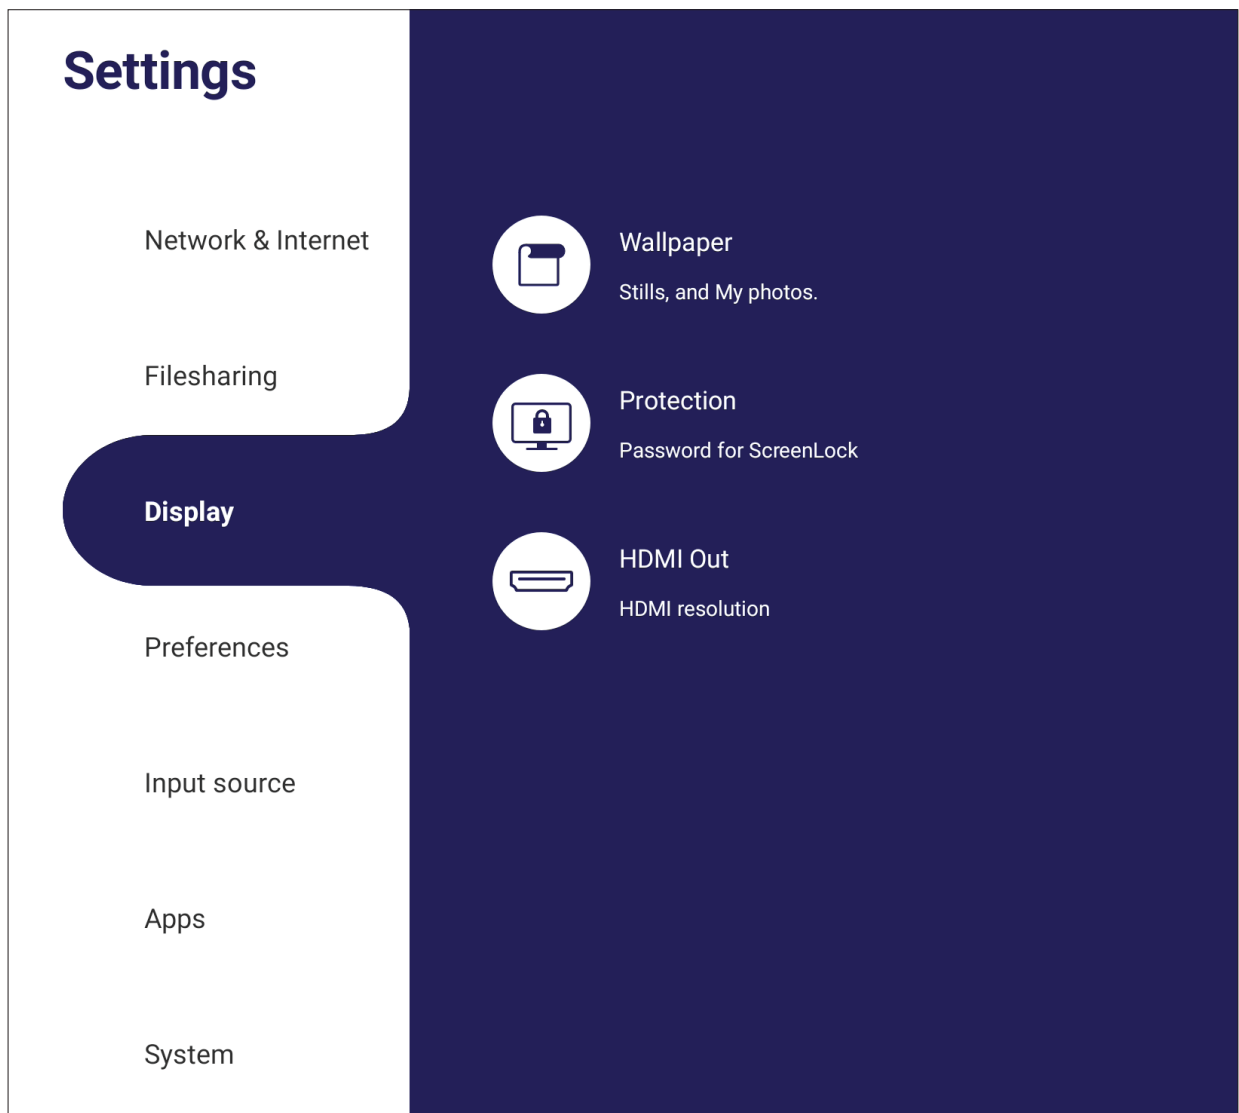 Settings
Network & Internet
Filesharing
Display
Preferences
Input source
Apps
System
Wallpaper
Stills, and My photos.
Protection
Password for ScreenLock
HDMI Out
HDMI resolution